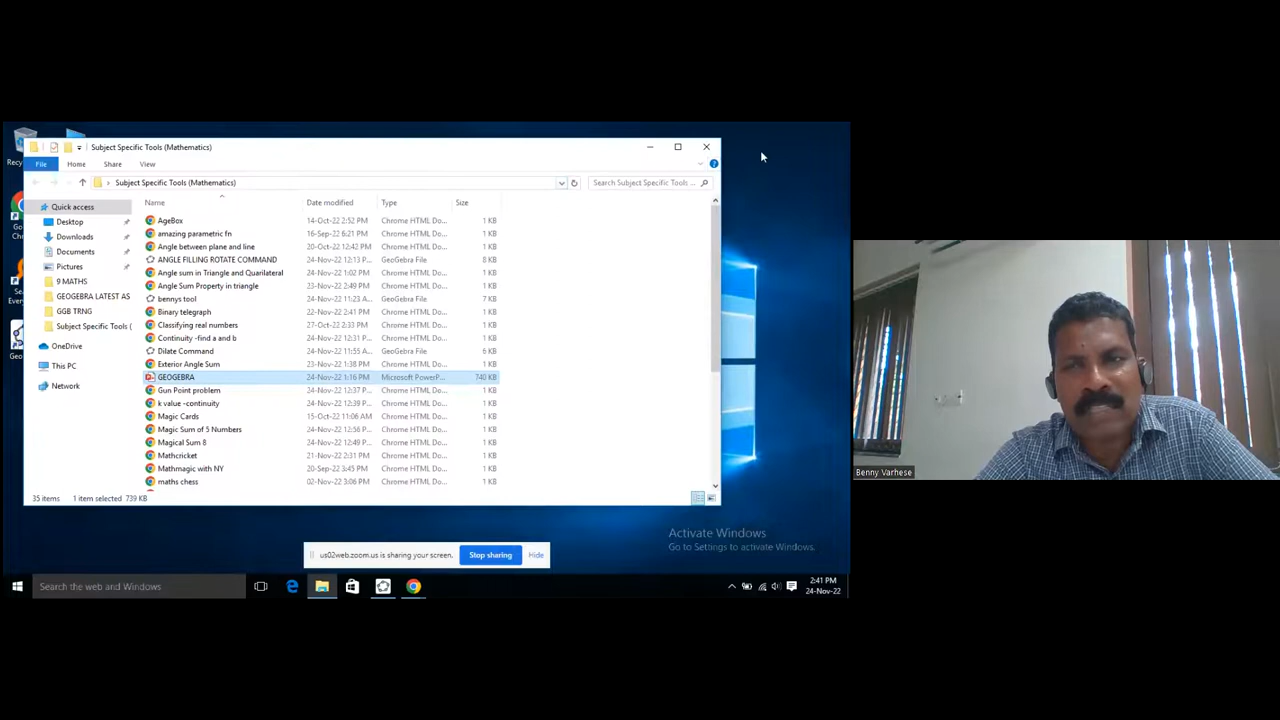 Subject Specific Tools (Mathematics)
File Home Share View
Subject Specific Tools (Mathematics)
Search Subject Specific Tools ...
Name Date modified Type Size
Quick access
Desktop
Downloads
Documents
Pictures
9 MATHS
GEOGEBRA LATEST AS
GGB TRNG
Subject Specific Tools (
OneDrive
This PC
Network
AgeBox 14-Oct-22 2:52 PM Chrome HTML Do... 1 KB
amazing parametric fn 16-Sep-22 6:21 PM Chrome HTML Do... 1 KB
Angle between plane and line 20-Oct-22 12:42 PM Chrome HTML Do... 1 KB
ANGLE FILLING ROTATE COMMAND 24-Nov-22 12:13 P... GeoGebra File 8 KB
Angle sum in Triangle and Quarilateral 24-Nov-22 1:02 PM Chrome HTML Do... 1 KB
Angle Sum Property in triangle 23-Nov-22 2:49 PM Chrome HTML Do... 1 KB
bennys tool 24-Nov-22 11:23 A... GeoGebra File 7 KB
Binary telegraph 22-Nov-22 2:41 PM Chrome HTML Do... 1 KB
Classifying real numbers 27-Oct-22 2:33 PM Chrome HTML Do... 1 KB
Continuity -find a and b 24-Nov-22 12:31 P... Chrome HTML Do... 1 KB
Dilate Command 24-Nov-22 11:55 A... GeoGebra File 6 KB
Exterior Angle Sum 23-Nov-22 1:38 PM Chrome HTML Do... 1 KB
GEOGEBRA 24-Nov-22 1:16 PM Microsoft PowerP... 740 KB
Gun Point problem 24-Nov-22 12:37 P... Chrome HTML Do... 1 KB
k value -continuity 24-Nov-22 12:39 P... Chrome HTML Do... 1 KB
Magic Cards 15-Oct-22 11:06 AM Chrome HTML Do... 1 KB
Magic Sum of 5 Numbers 24-Nov-22 12:56 P... Chrome HTML Do... 1 KB
Magical Sum 8 24-Nov-22 12:49 P... Chrome HTML Do... 1 KB
Mathcricket 21-Nov-22 2:31 PM Chrome HTML Do... 1 KB
Mathmagic with NY 20-Sep-22 3:45 PM Chrome HTML Do... 1 KB
maths chess 02-Nov-22 3:06 PM Chrome HTML Do... 1 KB
35 items 1 item selected 739 KB
Benny Varhese
Activate Windows
Go to Settings to activate Windows.
us02web.zoom.us is sharing your screen. Stop sharing Hide
Search the web and Windows
2:41 PM
24-Nov-22